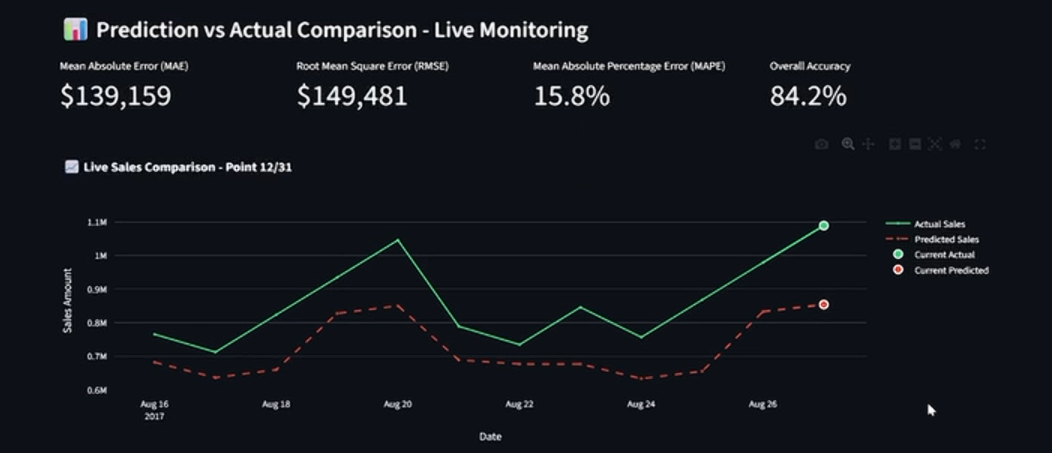 Prediction vs Actual Comparison - Live Monitoring
Mean Absolute Error (MAE) Root Mean Square Error (RMSE) Mean Absolute Percentage Error (MAPE) Overall Accuracy
$139,159 $149,481 15.8% 84.2%
Live Sales Comparison - Point 12/31
1.1M
1M
0.9M
0.8M
0.7M
0.6M
Sales Amount
Actual Sales
Predicted Sales
Current Actual
Current Predicted
Aug 16 Aug 18 Aug 20 Aug 22 Aug 24 Aug 26
2017
Date